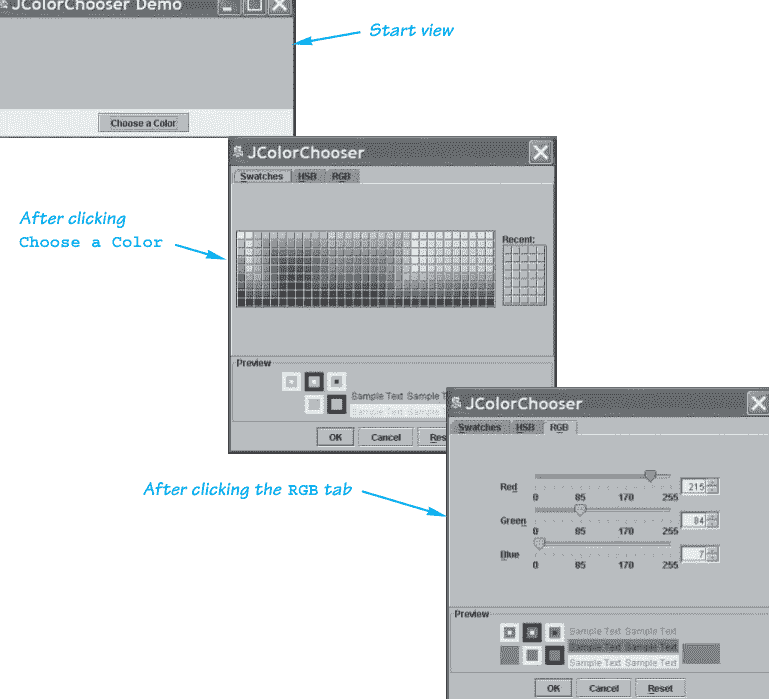 JColorChooser Demo
Start view
Choose a Color
JColorChooser
Swatches HSB RGB
After clicking
Choose a Color
Recent:
Preview
Sample Text Sample
Sample Text Sample
OK Cancel
JColorChooser
Swatches HSB RGB
After clicking the RGB tab
Red 215
0 85 170 255
Green 84
0 85 170 255
Blue 7
0 85 170 255
Preview
Sample Text Sample Text
Sample Text Sample Text
Sample Text Sample Text
OK Cancel Reset